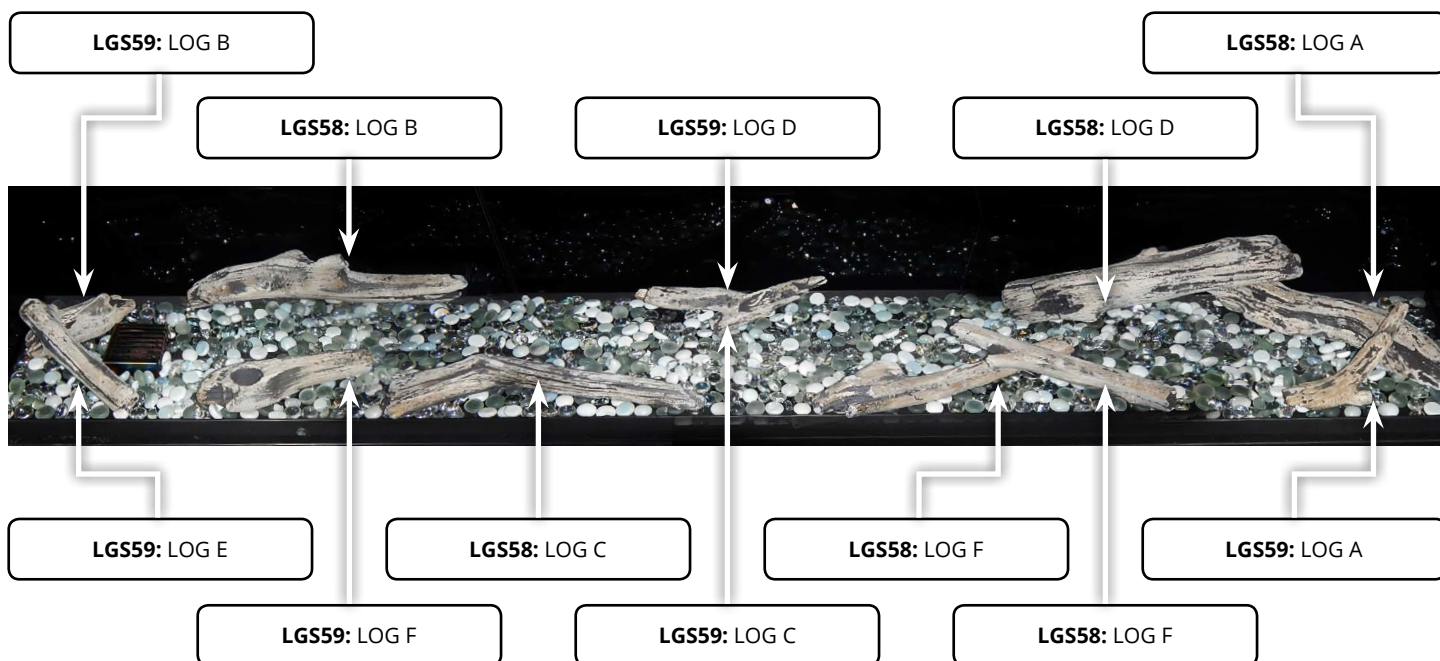 LGS59: LOG B
LGS58: LOG A
LGS58: LOG B
LGS59: LOG D
LGS58: LOG D
LGS59: LOG E
LGS58: LOG C
LGS58: LOG F
LGS59: LOG A
LGS59: LOG F
LGS59: LOG C
LGS58: LOG F